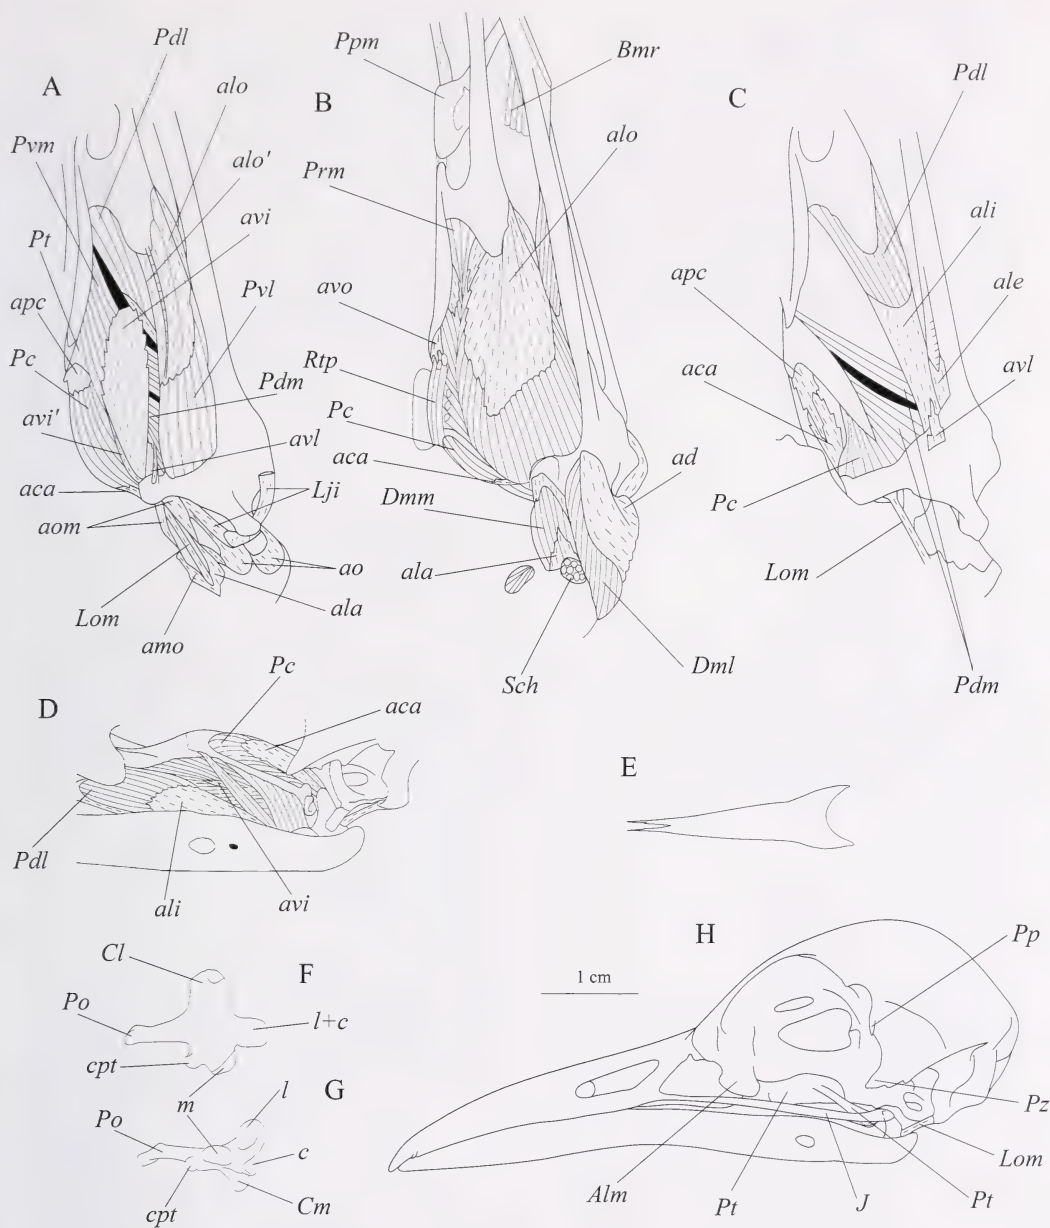 A
Pdl
alo
Pvm
alo'
Pt
avi
apc
Pvl
Pc
Pdm
avi'
avl
aca
Lji
aom
ao
Lom
ala
amo
B
Ppm
Bmr
alo
Prm
avo
Rtp
Pc
aca
ad
Dmm
ala
Sch
Dml
C
Pdl
ali
apc
ale
aca
avl
Pc
Lom
Pdm
D
Pc
aca
Pdl
ali
avi
E
F
Cl
Po
l+c
cpt
m
G
l
Po
c
cpt
Cm
H
1 cm
Pp
Pz
Lom
Alm
Pt
J
Pt